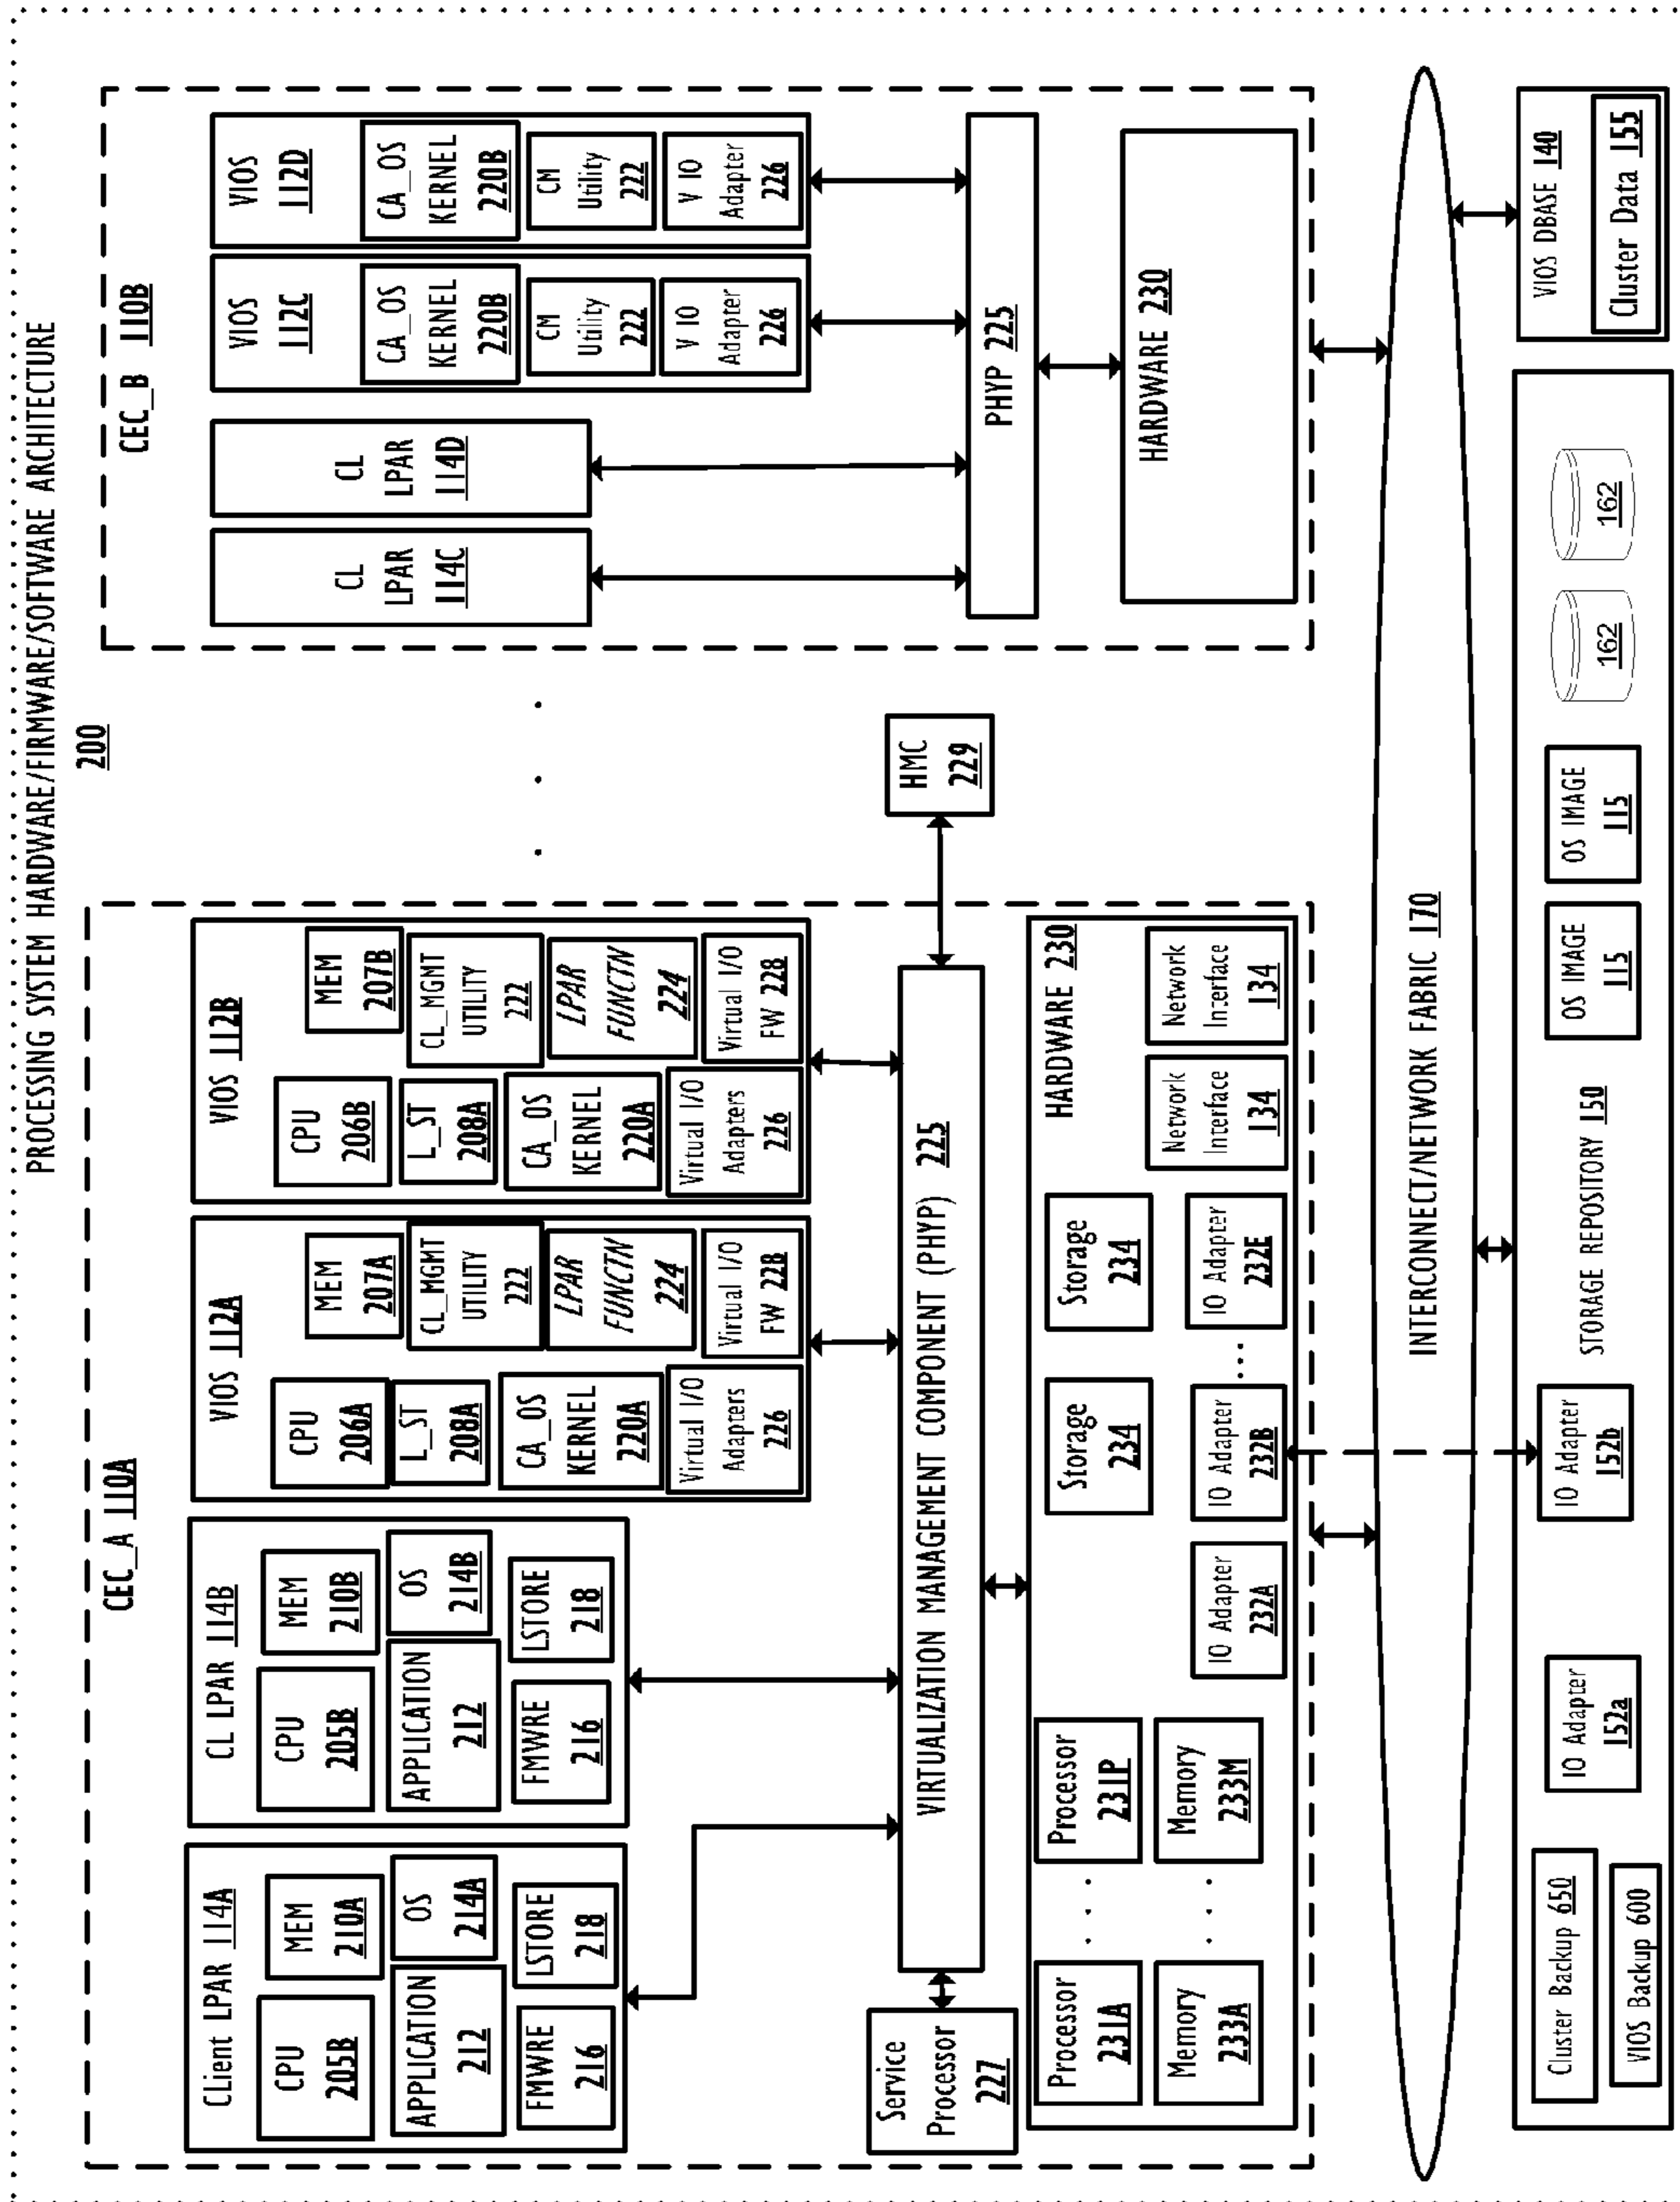 PROCESSING SYSTEM HARDWARE/FIRMWARE/SOFTWARE ARCHITECTURE
200
CEC_A 110A
CLient LPAR 114A
CPU
205B
MEM
210A
APPLICATION
212
OS
214A
FMWRE
216
LSTORE
218
CL LPAR 114B
CPU
205B
MEM
210B
APPLICATION
212
OS
214B
FMWRE
216
LSTORE
218
VIOS 112A
CPU
206A
MEM
207A
L_ST
208A
CL_MGMT
UTILITY
222
CA_OS
KERNEL
220A
LPAR
FUNCTN
224
Virtual I/O
Adapters
226
Virtual I/O
FW 228
VIOS 112B
CPU
206B
MEM
207B
L_ST
208A
CL_MGMT
UTILITY
222
CA_OS
KERNEL
220A
LPAR
FUNCTN
224
Virtual I/O
Adapters
226
Virtual I/O
FW 228
Service
Processor
227
VIRTUALIZATION MANAGEMENT COMPONENT (PHYP) 225
HMC
229
HARDWARE 230
Processor
231A
. . .
Processor
231P
Memory
233A
. . .
Memory
233M
Storage
234
Storage
234
IO Adapter
232A
IO Adapter
232B
...
IO Adapter
232E
Network
Interface
134
Network
Interface
134
. . .
CEC_B 110B
CL
LPAR
114C
CL
LPAR
114D
VIOS
112C
CA_OS
KERNEL
220B
CM
Utility
222
V IO
Adapter
226
VIOS
112D
CA_OS
KERNEL
220B
CM
Utility
222
V IO
Adapter
226
PHYP 225
HARDWARE 230
INTERCONNECT/NETWORK FABRIC 170
Cluster Backup 650
VIOS Backup 600
IO Adapter
152a
IO Adapter
152b
STORAGE REPOSITORY 150
OS IMAGE
115
OS IMAGE
115
162
162
VIOS DBASE 140
Cluster Data 155